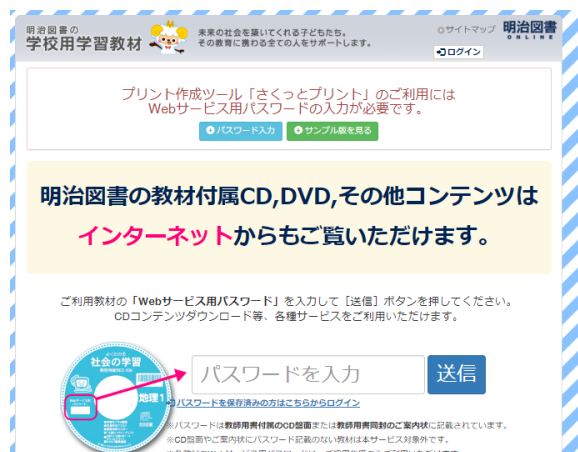 明治図書の
学校用学習教材
未来の社会を築いてくれる子どもたち。
その教育に携わる全ての人をサポートします。
サイトマップ
明治図書
ONLINE
ログイン
プリント作成ツール「さくっとプリント」のご利用には
Webサービス用パスワードの入力が必要です。
パスワード入力
サンプル版を見る
明治図書の教材付属CD,DVD,その他コンテンツは
インターネットからもご覧いただけます。
ご利用教材の「Webサービス用パスワード」を入力して［送信］ボタンを押してください。
CDコンテンツダウンロード等、各種サービスをご利用いただけます。
社会の学習
地理1
パスワードを入力
送信
パスワードを保存済みの方はこちらからログイン
※パスワードは教師用書付属のCD盤面または教師用書同封のご案内状に記載されています。
※CD盤面やご案内状にパスワード記載のない教材は本サービス対象外です。